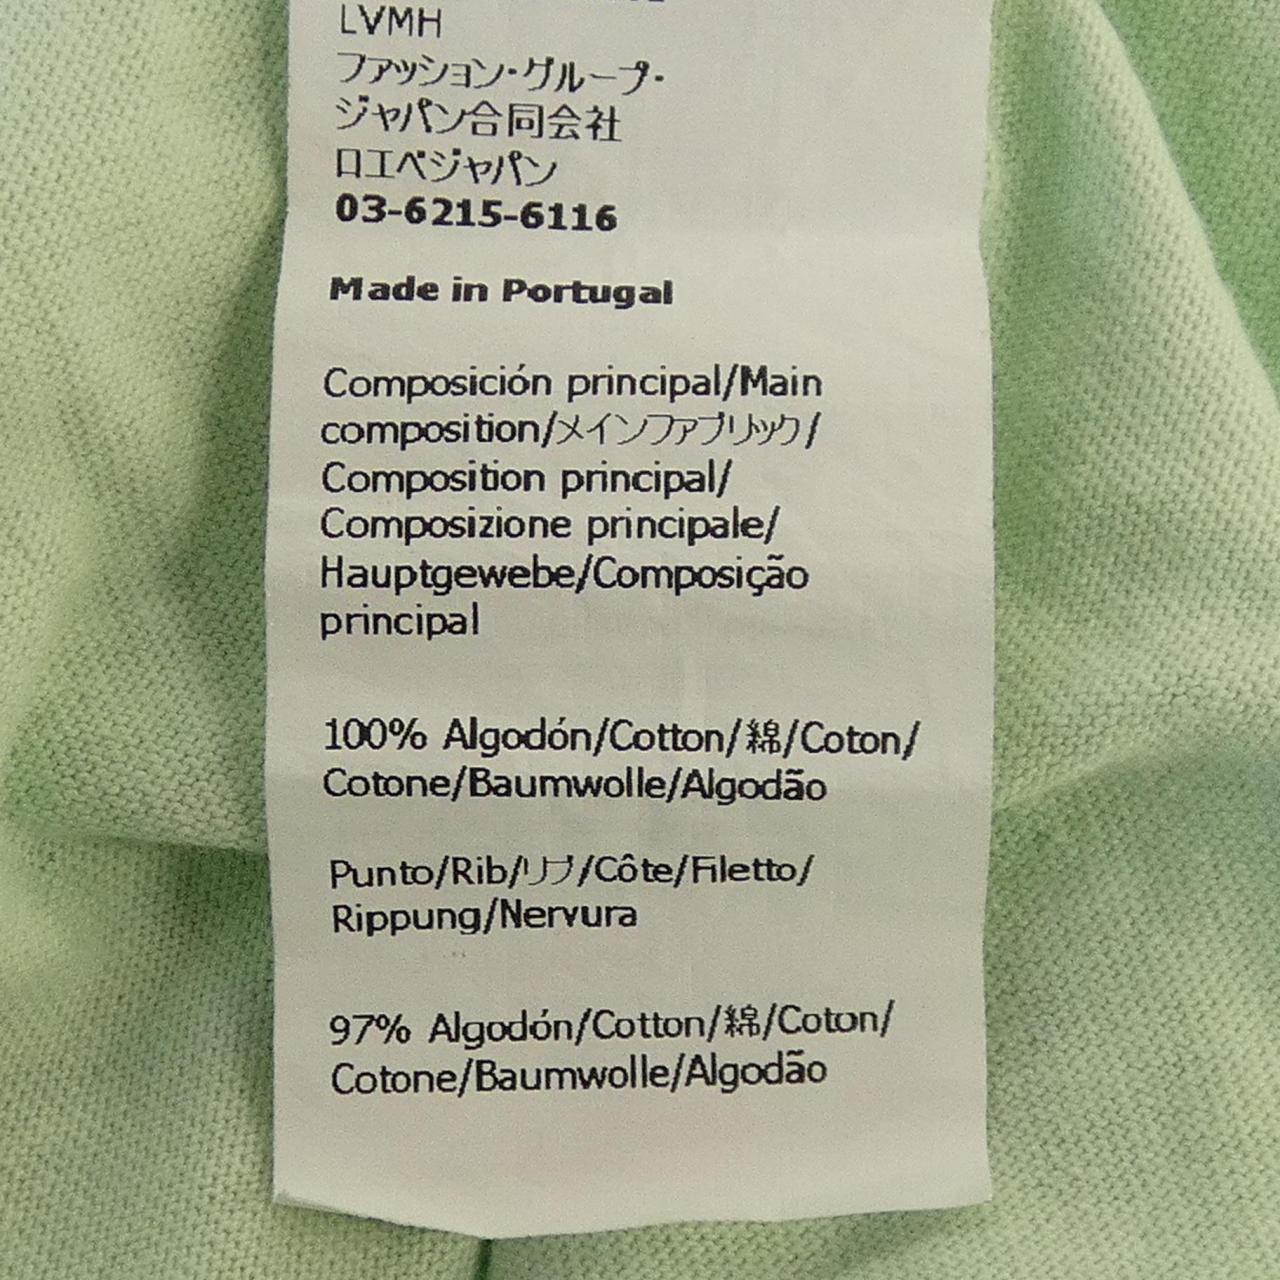 LVMH
ファッション・グループ・
ジャパン合同会社
ロエベジャパン
03-6215-6116
Made in Portugal
Composición principal/Main
composition/メインファブリック/
Composition principal/
Composizione principale/
Hauptgewebe/Composição
principal
100% Algodón/Cotton/綿/Coton/
Cotone/Baumwolle/Algodão
Punto/Rib/リブ/Côte/Filetto/
Rippung/Nervura
97% Algodón/Cotton/綿/Coton/
Cotone/Baumwolle/Algodão